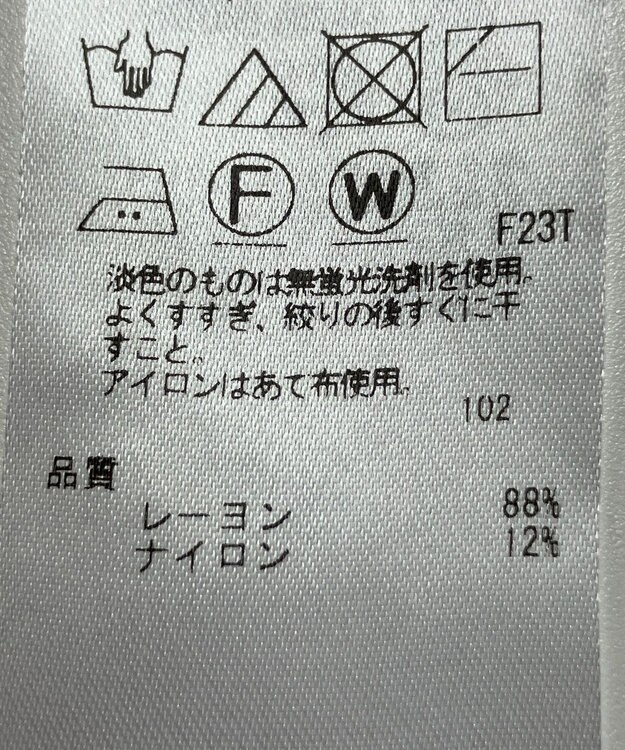 F
W
F23T
淡色のものは無蛍光洗剤を使用。
よくすすぎ、絞りの後すぐに干
すこと。
アイロンはあて布使用。
102
品質
レーヨン 88%
ナイロン 12%